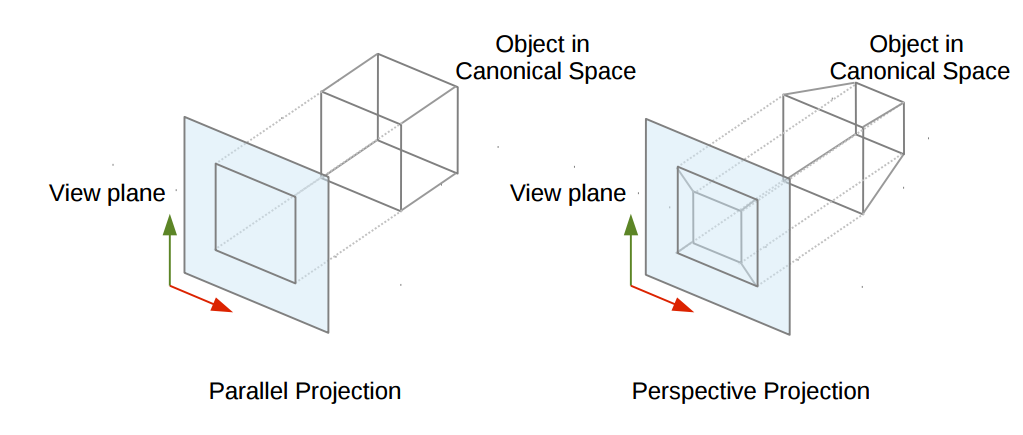 Object in
Canonical Space
View plane
Parallel Projection
Object in
Canonical Space
View plane
Perspective Projection